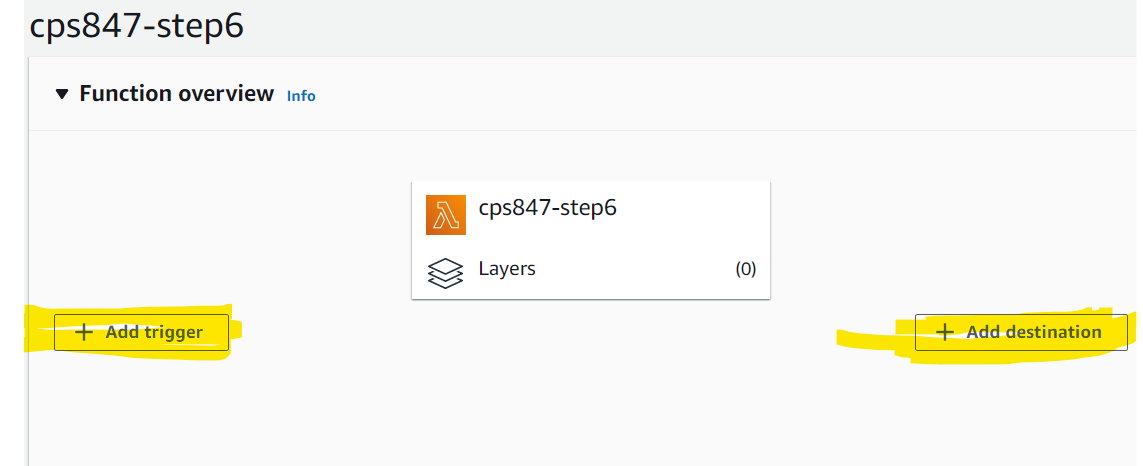 cps847-step6
Function overview Info
cps847-step6
Layers (0)
Add trigger
Add destination